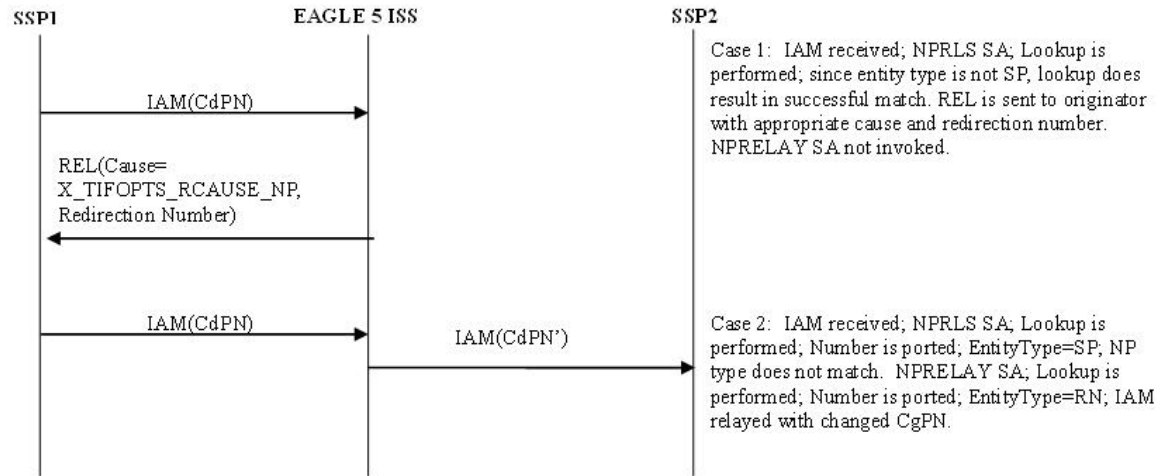 SSP1
EAGLE 5 ISS
SSP2
Case 1: IAM received; NPRLS SA; Lookup is
performed; since entity type is not SP, lookup does
result in successful match. REL is sent to originator
with appropriate cause and redirection number.
NPRELAY SA not invoked.
IAM(CdPN)
REL(Cause=
X_TIFOPTS_RCAUSE_NP,
Redirection Number)
IAM(CdPN)
IAM(CdPN’)
Case 2: IAM received; NPRLS SA; Lookup is
performed; Number is ported; EntityType=SP; NP
type does not match. NPRELAY SA; Lookup is
performed; Number is ported; EntityType=RN; IAM
relayed with changed CgPN.